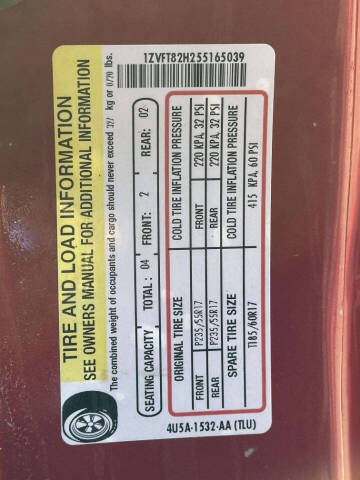 1ZVFT82H255165039
TIRE AND LOAD INFORMATION
SEE OWNERS MANUAL FOR ADDITIONAL INFORMATION
The combined weight of occupants and cargo should never exceed 327 kg or 0720 lbs.
SEATING CAPACITY TOTAL: 04 FRONT: 2 REAR: 02
ORIGINAL TIRE SIZE COLD TIRE INFLATION PRESSURE
FRONT P235/55R17 FRONT 220 KPA, 32 PSI
REAR P235/55R17 REAR 220 KPA, 32 PSI
SPARE TIRE SIZE COLD TIRE INFLATION PRESSURE
T185/60R17 415 KPA, 60 PSI
4U5A-1532-AA (TLU)